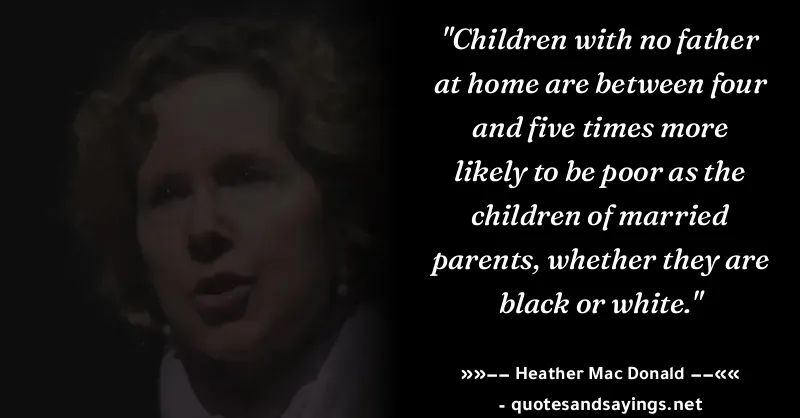 "Children with no father
at home are between four
and five times more
likely to be poor as the
children of married
parents, whether they are
black or white."
»»−− Heather Mac Donald −−««
- quotesandsayings.net